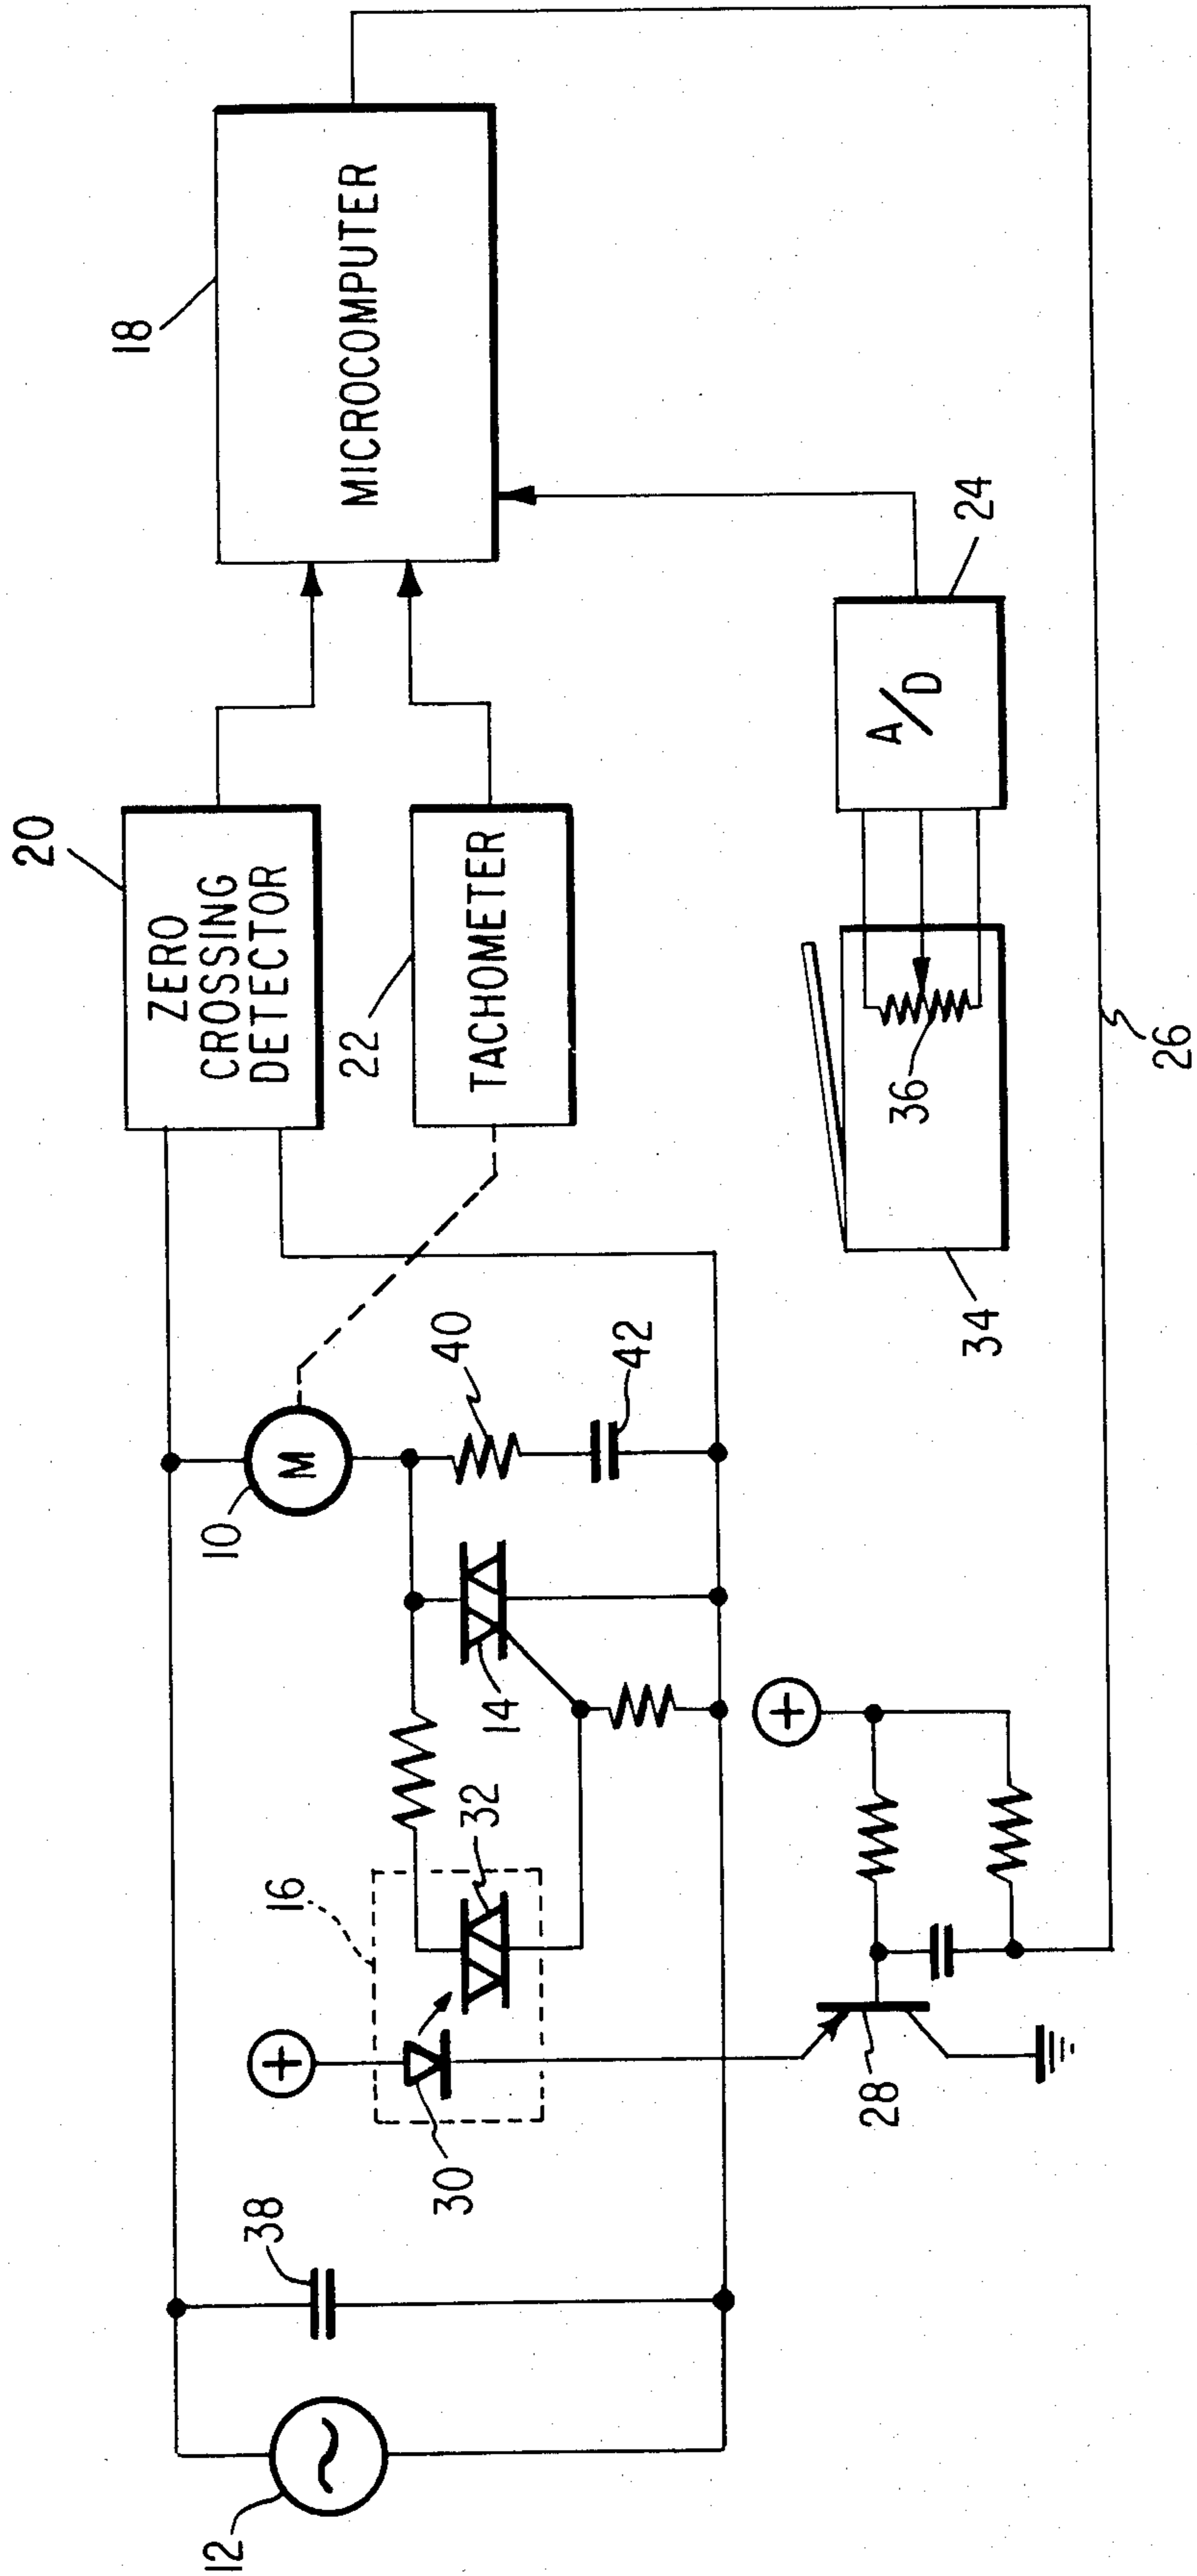 18
MICROCOMPUTER
20
ZERO
CROSSING
DETECTOR
22
TACHOMETER
24
A/D
36
34
26
10
M
40
42
14
32
16
+
30
+
28
38
12